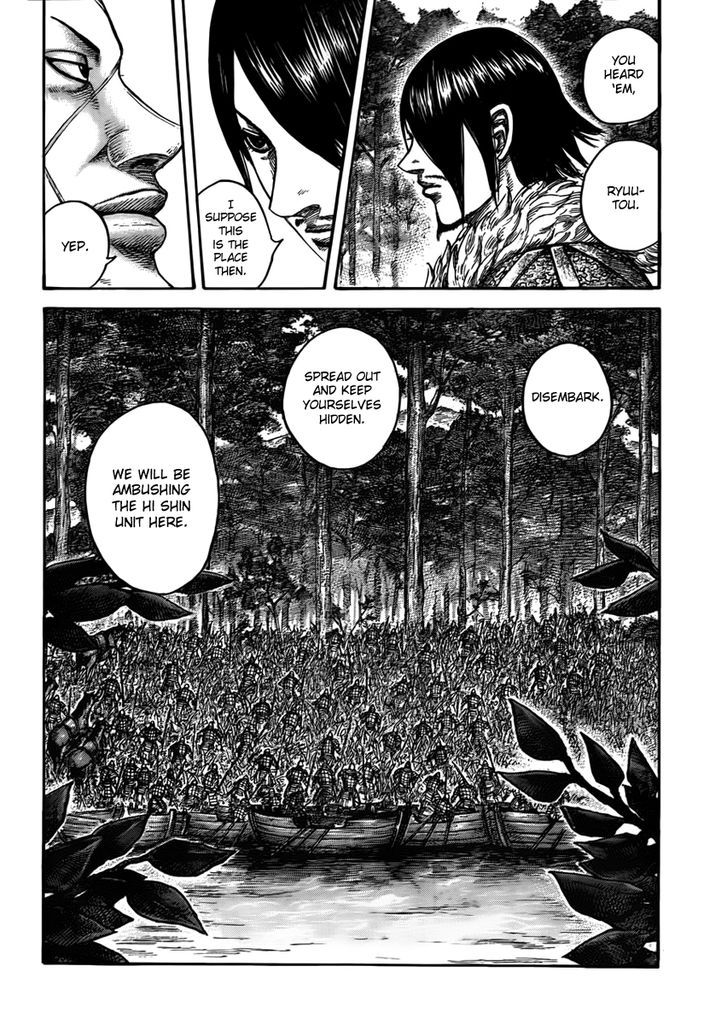 YOU
HEARD
'EM,
RYUU-
TOU.
I
SUPPOSE
THIS
IS THE
PLACE
THEN.
YEP.
DISEMBARK.
SPREAD OUT
AND KEEP
YOURSELVES
HIDDEN.
WE WILL BE
AMBUSHING
THE HI SHIN
UNIT HERE.